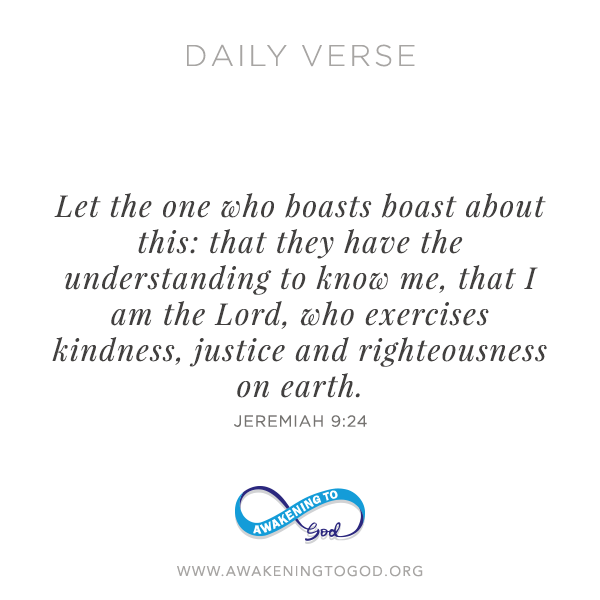 DAILY VERSE
Let the one who boasts boast about
this: that they have the
understanding to know me, that I
am the Lord, who exercises
kindness, justice and righteousness
on earth.
JEREMIAH 9:24
AWAKENING TO
God
WWW.AWAKENINGTOGOD.ORG